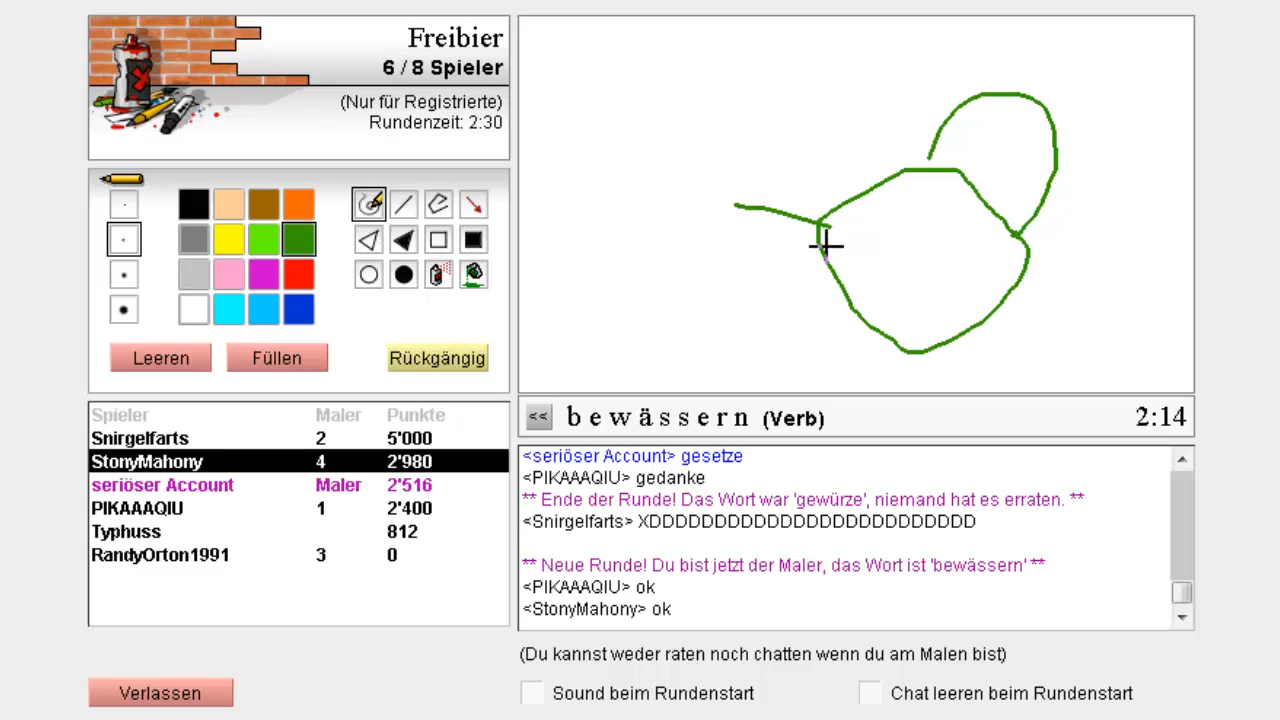 Freibier
6 / 8 Spieler
(Nur für Registrierte)
Rundenzeit: 2:30
Leeren
Füllen
Rückgängig
Spieler Maler Punkte
Snirgelfarts 2 5'000
StonyMahony 4 2'980
seriöser Account Maler 2'516
PIKAAAQIU 1 2'400
Typhuss 812
RandyOrton1991 3 0
Verlassen
<< bewässern (Verb) 2:14
<seriöser Account> gesetze
<PIKAAAQIU> gedanke
** Ende der Runde! Das Wort war 'gewürze', niemand hat es erraten. **
<Snirgelfarts> XDDDDDDDDDDDDDDDDDDDDDDDDD
** Neue Runde! Du bist jetzt der Maler, das Wort ist 'bewässern' **
<PIKAAAQIU> ok
<StonyMahony> ok
(Du kannst weder raten noch chatten wenn du am Malen bist)
Sound beim Rundenstart
Chat leeren beim Rundenstart